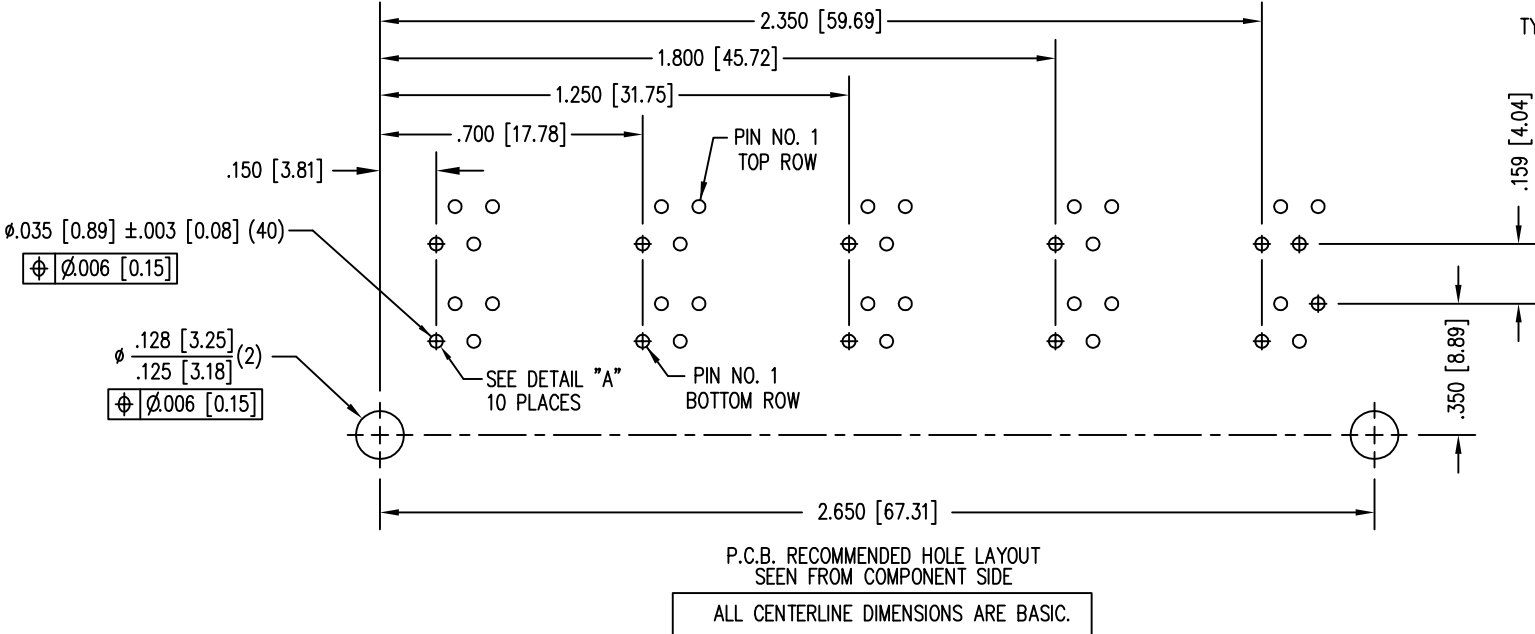 2.350 [59.69]
TY
1.800 [45.72]
1.250 [31.75]
.700 [17.78]
PIN NO. 1
TOP ROW
.159 [4.04]
.150 [3.81]
ø.035 [0.89] ±.003 [0.08] (40)
⌖ Ø.006 [0.15]
ø .128 [3.25]
.125 [3.18] (2)
⌖ Ø.006 [0.15]
SEE DETAIL "A"
10 PLACES
PIN NO. 1
BOTTOM ROW
.350 [8.89]
2.650 [67.31]
P.C.B. RECOMMENDED HOLE LAYOUT
SEEN FROM COMPONENT SIDE
ALL CENTERLINE DIMENSIONS ARE BASIC.